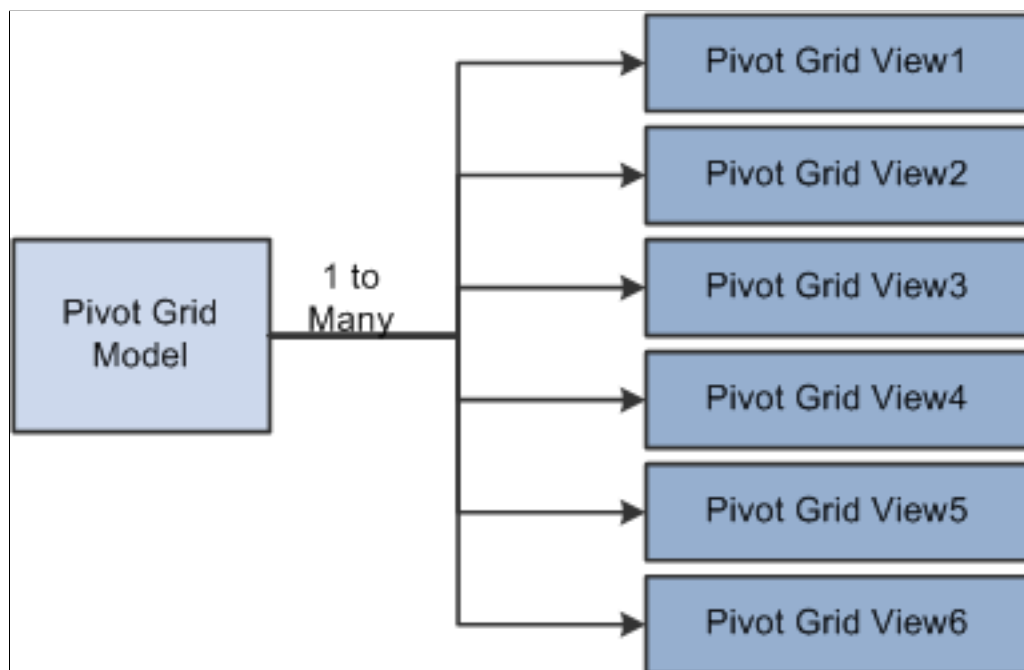 Pivot Grid View1
Pivot Grid View2
Pivot Grid Model
1 to
Many
Pivot Grid View3
Pivot Grid View4
Pivot Grid View5
Pivot Grid View6